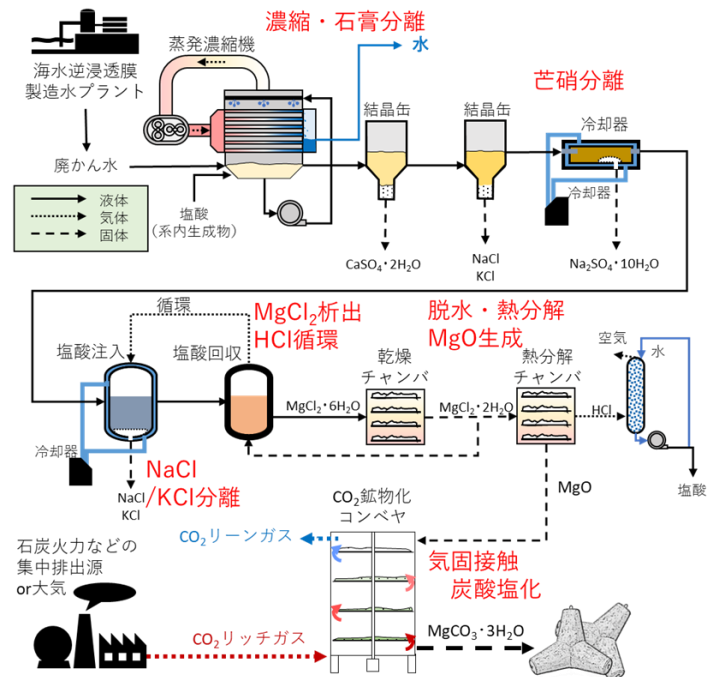 濃縮・石膏分離
水
蒸発濃縮機
海水逆浸透膜
製造水プラント
芒硝分離
結晶缶
結晶缶
冷却器
廃かん水
冷却器
液体
気体
固体
塩酸
(系内生成物)
CaSO₄・2H₂O
NaCl
KCl
Na₂SO₄・10H₂O
循環
MgCl₂析出
HCl循環
脱水・熱分解
MgO生成
塩酸注入
塩酸回収
乾燥
チャンバ
熱分解
チャンバ
空気
水
MgCl₂・6H₂O
MgCl₂・2H₂O
HCl
冷却器
NaCl
KCl
NaCl
/KCl分離
塩酸
MgO
CO₂鉱物化
コンベヤ
CO₂リーンガス
石炭火力などの
集中排出源
or大気
気固接触
炭酸塩化
CO₂リッチガス
MgCO₃・3H₂O